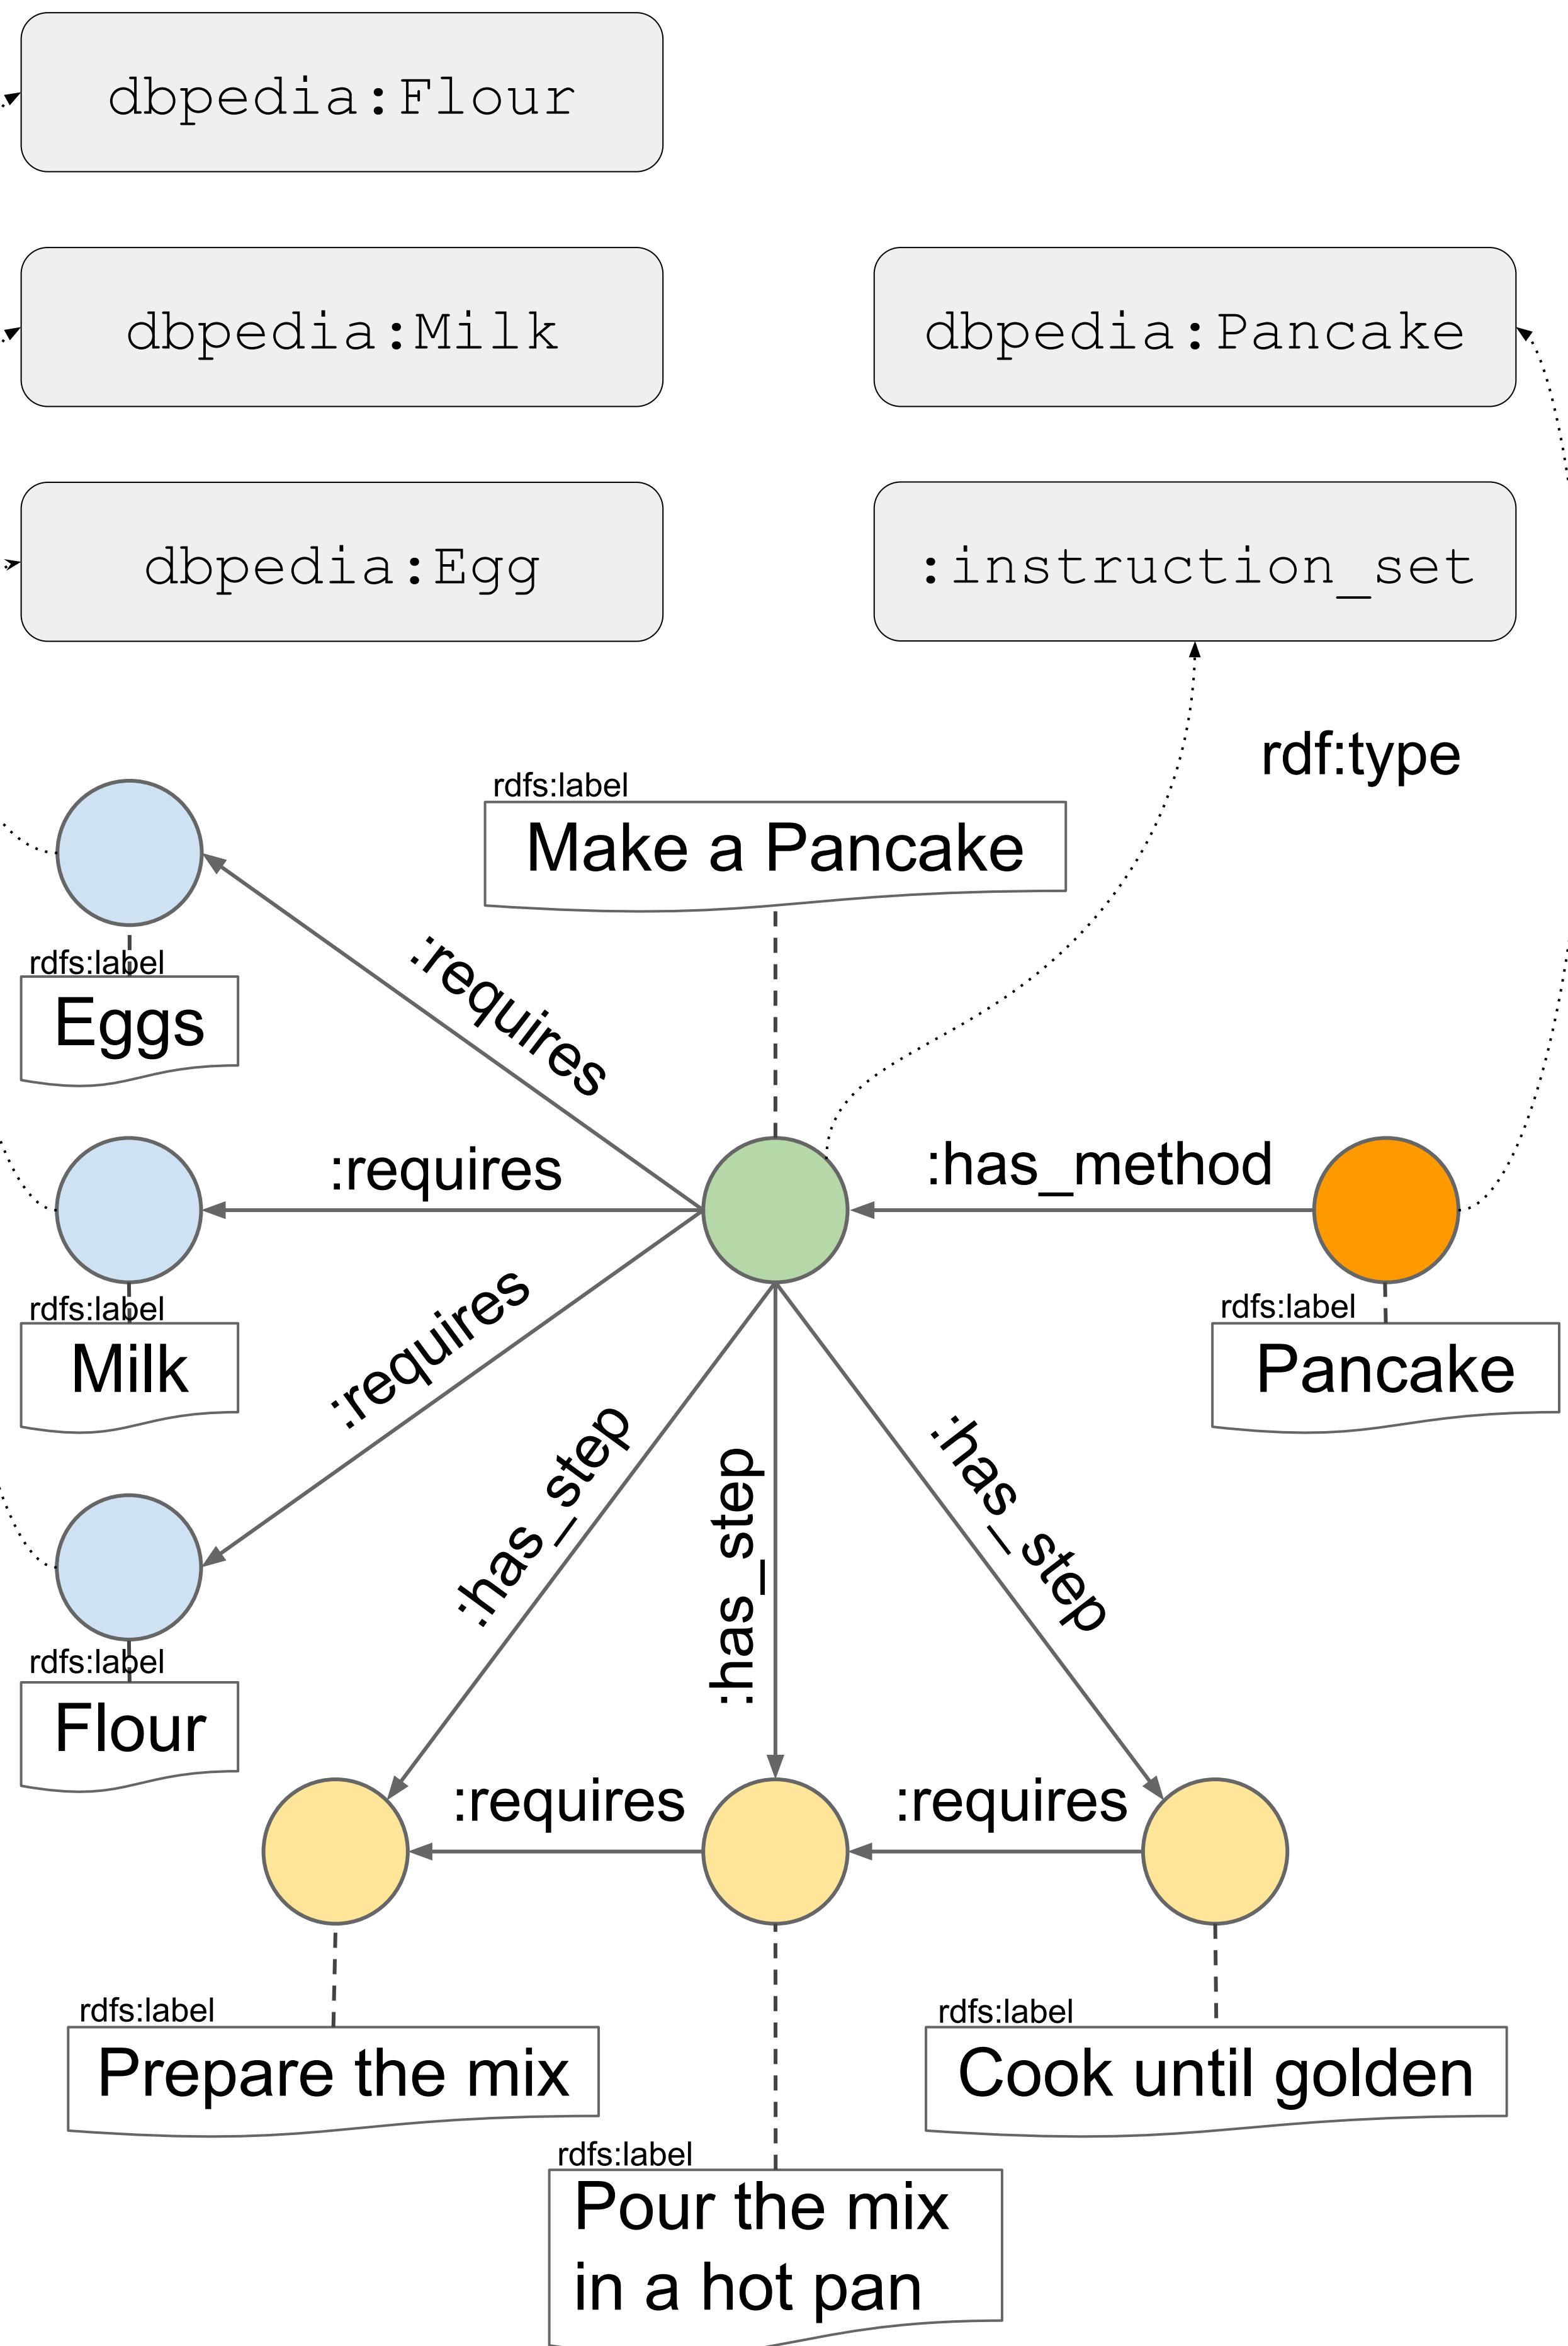 dbpedia:Flour
dbpedia:Milk
dbpedia:Pancake
dbpedia:Egg
:instruction_set
rdf:type
rdfs:label
Make a Pancake
:requires
rdfs:label
Eggs
:requires
:has_method
rdfs:label
Milk
:requires
rdfs:label
Pancake
:has_step
:has_step
:has_step
rdfs:label
Flour
:requires
:requires
rdfs:label
Prepare the mix
rdfs:label
Cook until golden
rdfs:label
Pour the mix
in a hot pan